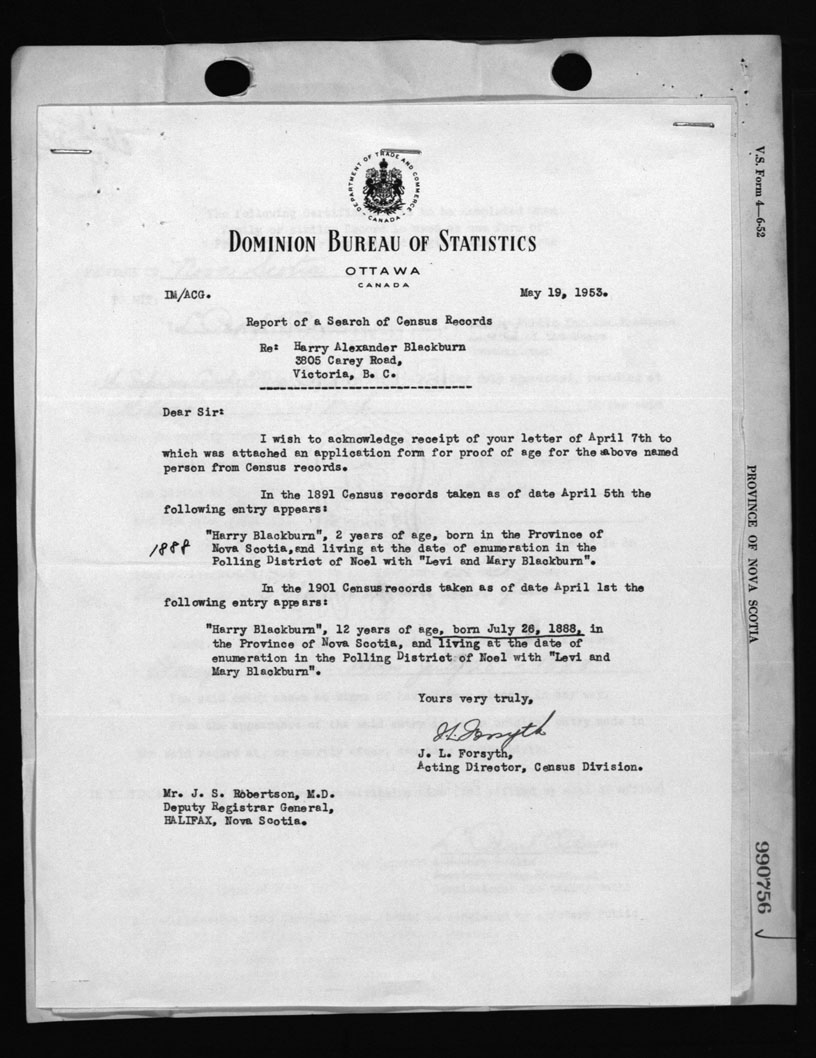 DEPARTMENT OF TRADE AND COMMERCE
CANADA
DOMINION BUREAU OF STATISTICS
OTTAWA
CANADA
IM/ACG. May 19, 1953.
Report of a Search of Census Records
Re: Harry Alexander Blackburn
3805 Carey Road,
Victoria, B. C.
Dear Sir:
I wish to acknowledge receipt of your letter of April 7th to
which was attached an application form for proof of age for the above named
person from Census records.
In the 1891 Census records taken as of date April 5th the
following entry appears:
"Harry Blackburn", 2 years of age, born in the Province of
1888 Nova Scotia,and living at the date of enumeration in the
Polling District of Noel with "Levi and Mary Blackburn".
In the 1901 Census records taken as of date April 1st the
following entry appears:
"Harry Blackburn", 12 years of age, born July 26, 1888, in
the Province of Nova Scotia, and living at the date of
enumeration in the Polling District of Noel with "Levi and
Mary Blackburn".
Yours very truly,
J. L. Forsyth
J. L. Forsyth,
Acting Director, Census Division.
Mr. J. S. Robertson, M.D.
Deputy Registrar General,
HALIFAX, Nova Scotia.
V.S. Form 4—6-52
PROVINCE OF NOVA SCOTIA
990756